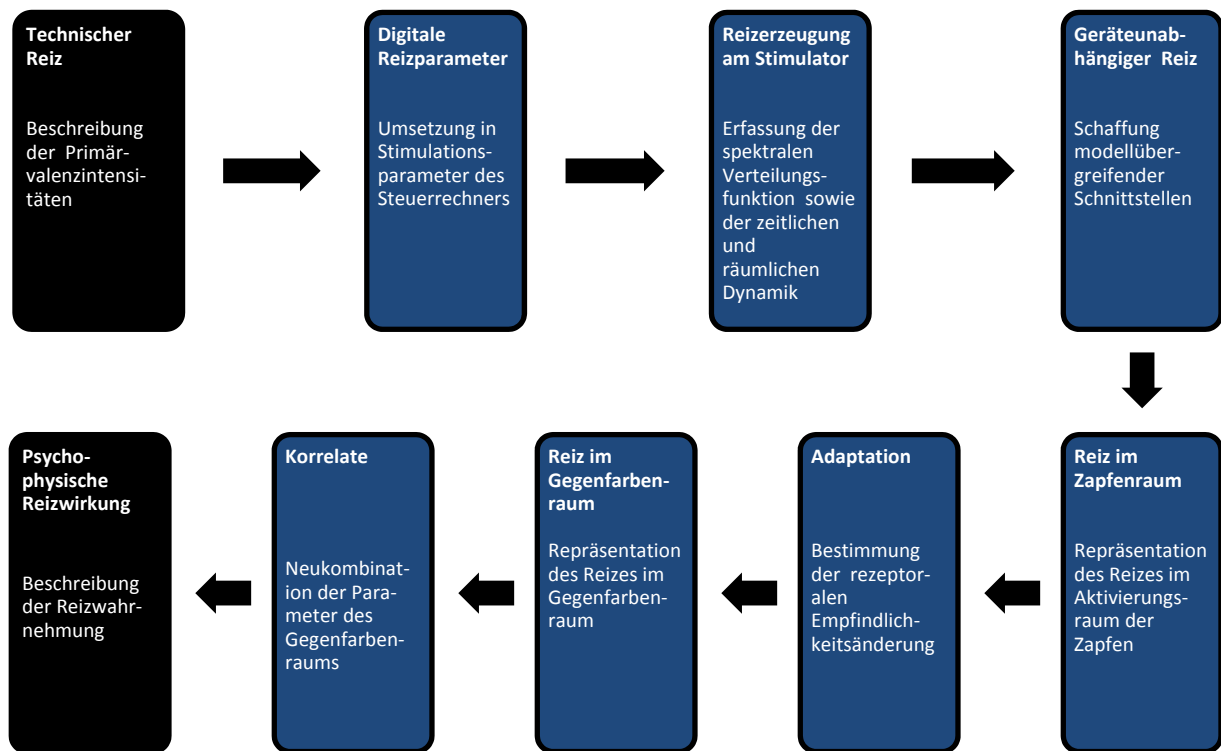 Technischer
Reiz
Beschreibung
der Primär-
valenzintensi-
täten
Digitale
Reizparameter
Umsetzung in
Stimulations-
parameter des
Steuerrechners
Reizerzeugung
am Stimulator
Erfassung der
spektralen
Verteilungs-
funktion sowie
der zeitlichen
und
räumlichen
Dynamik
Geräteunab-
hängiger Reiz
Schaffung
modellüber-
greifender
Schnittstellen
Reiz im
Zapfenraum
Repräsentation
des Reizes im
Aktivierungs-
raum der
Zapfen
Adaptation
Bestimmung
der rezeptor-
alen
Empfindlich-
keitsänderung
Reiz im
Gegenfarben-
raum
Repräsentation
des Reizes im
Gegenfarben-
raum
Korrelate
Neukombinat-
ion der Para-
meter des
Gegenfarben-
raums
Psycho-
physische
Reizwirkung
Beschreibung
der Reizwahr-
nehmung